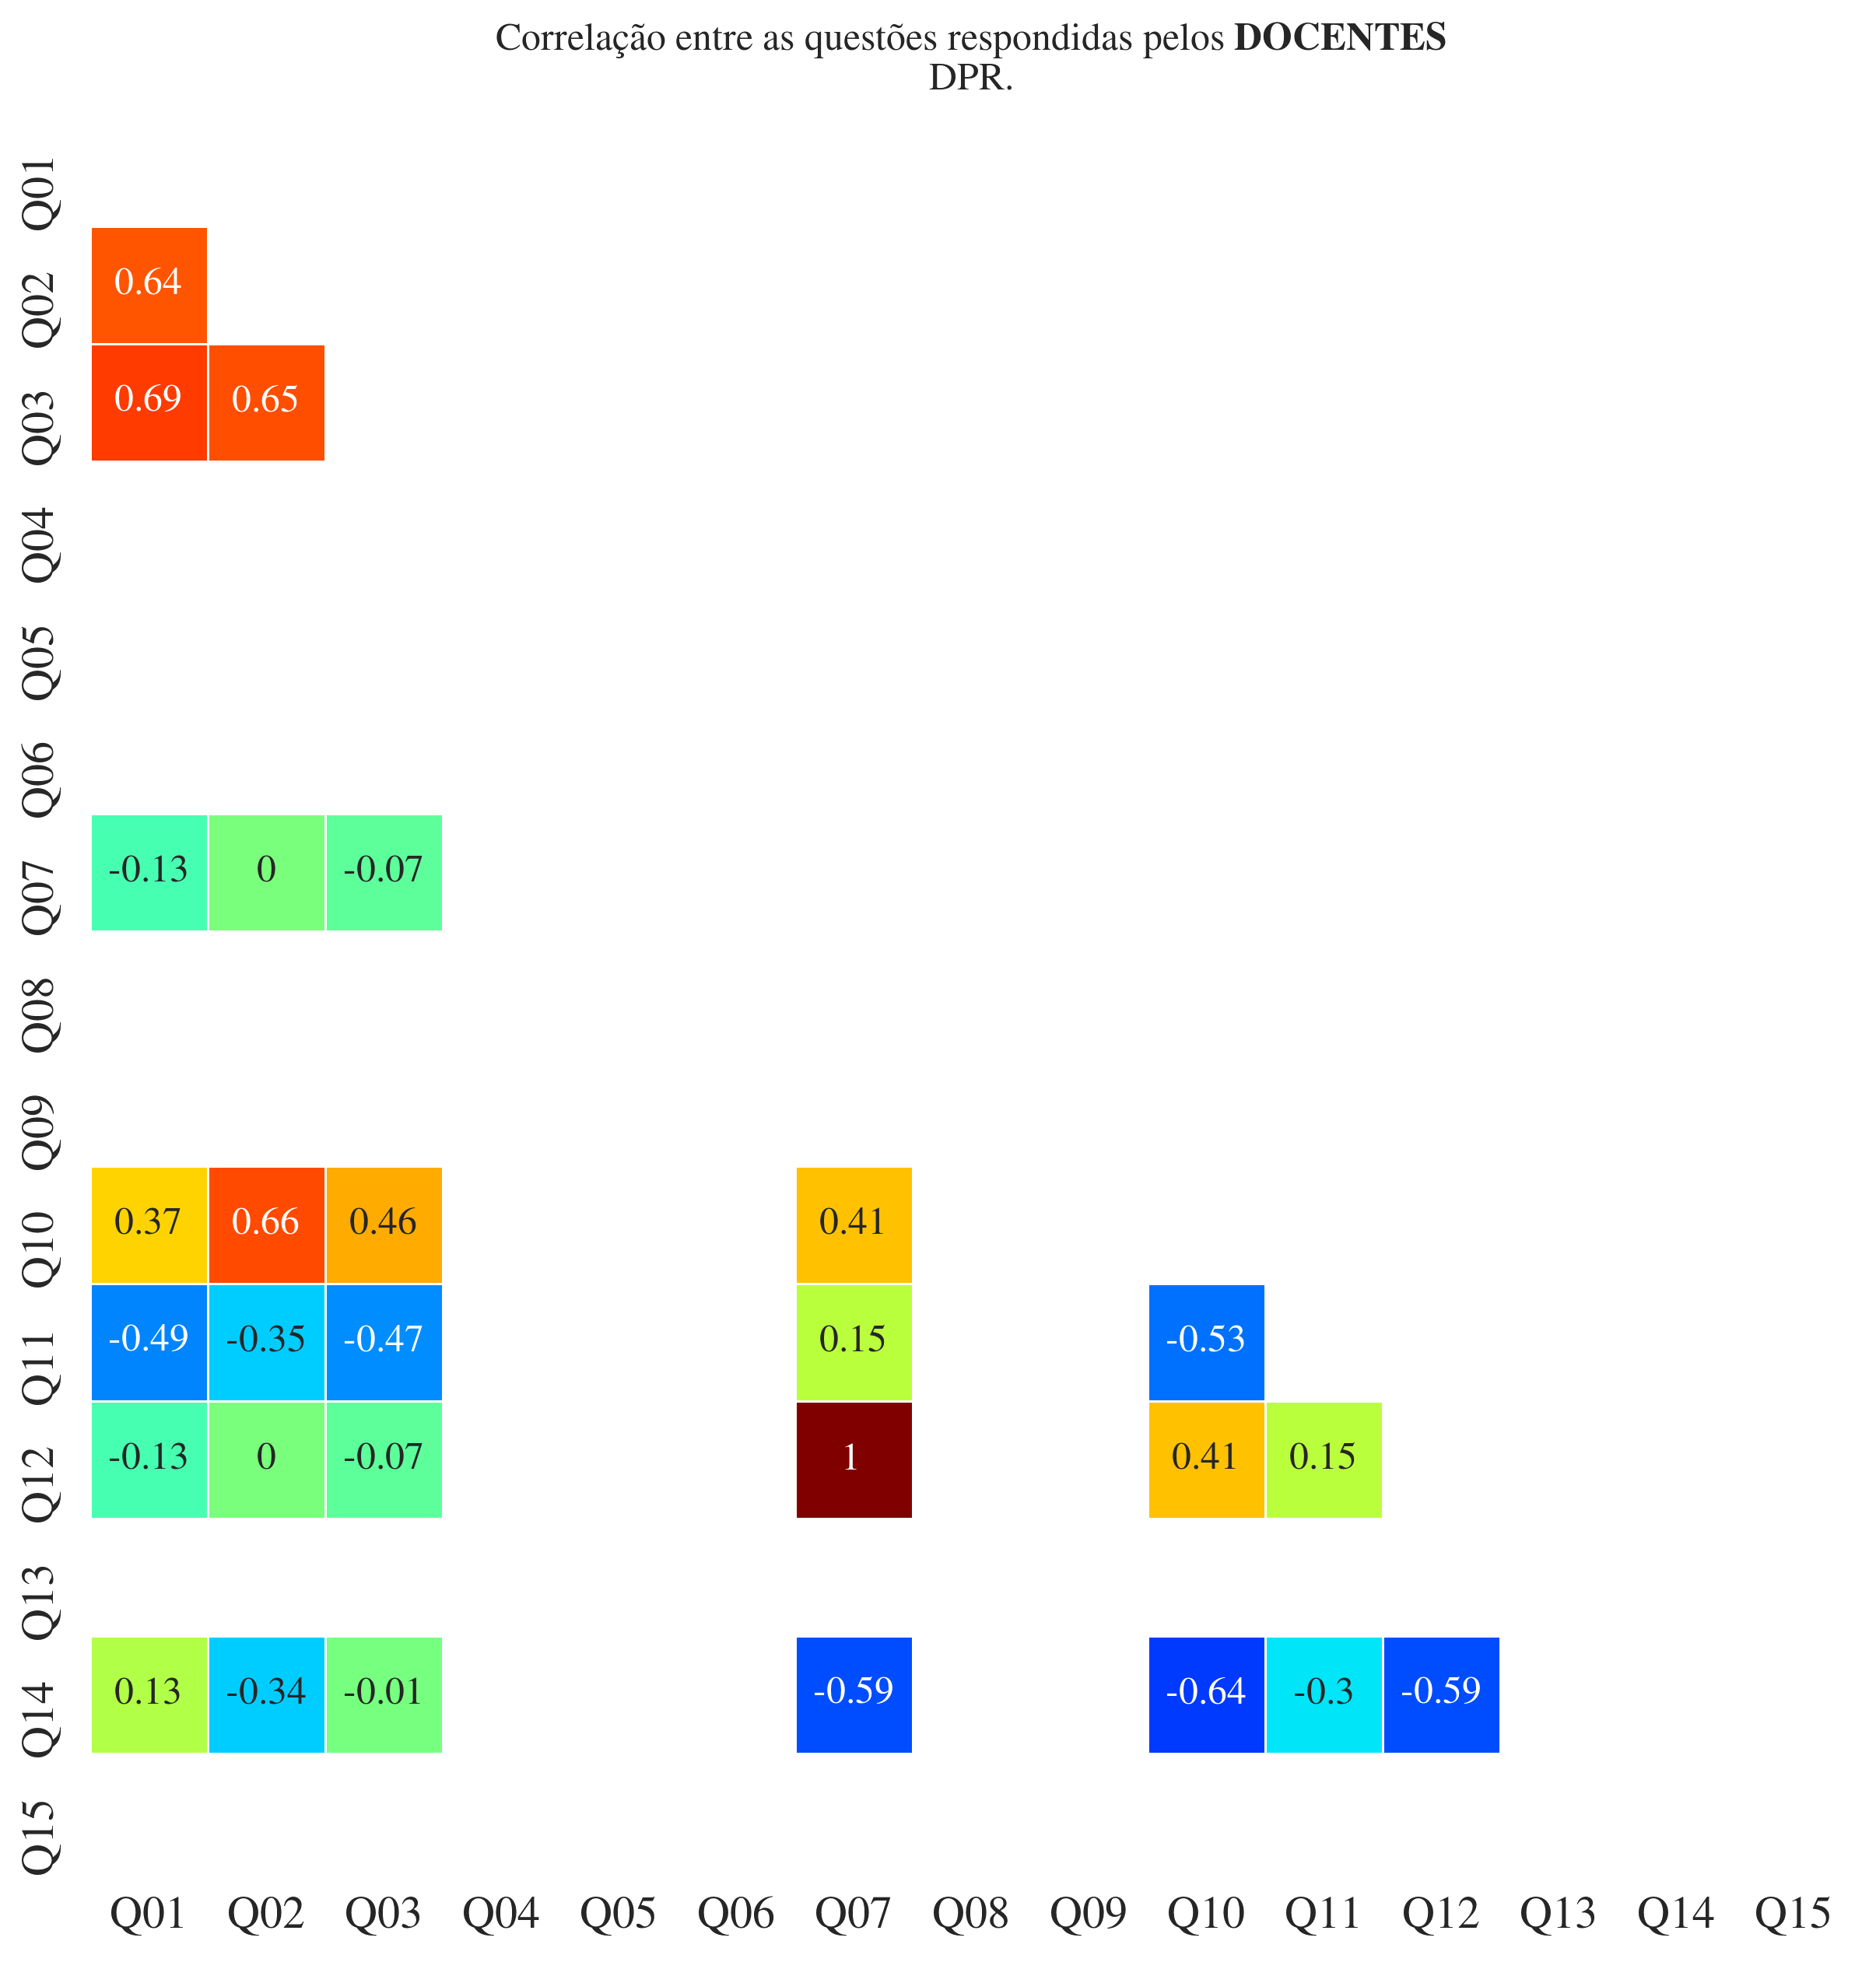 Correlação entre as questões respondidas pelos DOCENTES
DPR.
Q01
Q02 0.64
Q03 0.69 0.65
Q04
Q05
Q06
Q07 -0.13 0 -0.07
Q08
Q09
Q10 0.37 0.66 0.46 0.41
Q11 -0.49 -0.35 -0.47 0.15 -0.53
Q12 -0.13 0 -0.07 1 0.41 0.15
Q13
Q14 0.13 -0.34 -0.01 -0.59 -0.64 -0.3 -0.59
Q15
Q01 Q02 Q03 Q04 Q05 Q06 Q07 Q08 Q09 Q10 Q11 Q12 Q13 Q14 Q15